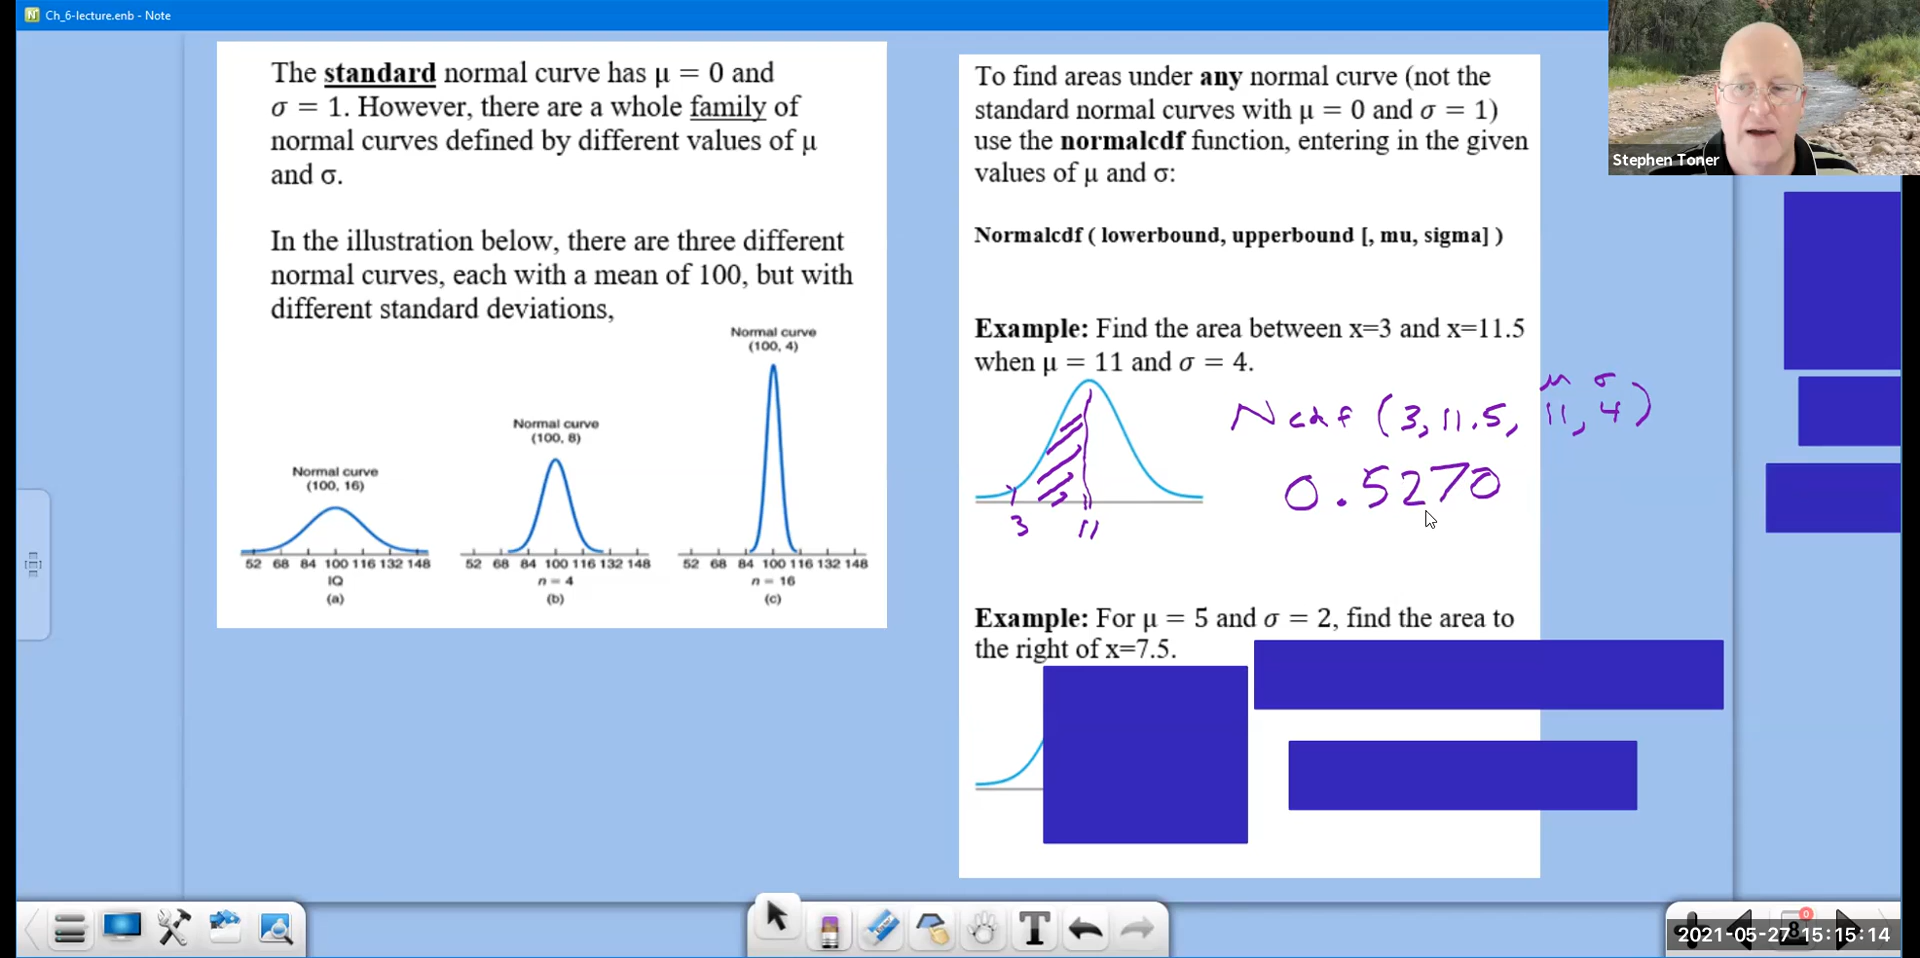 Ch_6-lecture.enb - Note
The standard normal curve has μ = 0 and
σ = 1. However, there are a whole family of
normal curves defined by different values of μ
and σ.
In the illustration below, there are three different
normal curves, each with a mean of 100, but with
different standard deviations,
Normal curve
(100, 16)
52 68 84 100 116 132 148
IQ
(a)
Normal curve
(100, 8)
52 68 84 100 116 132 148
n = 4
(b)
Normal curve
(100, 4)
52 68 84 100 116 132 148
n = 16
(c)
To find areas under any normal curve (not the
standard normal curves with μ = 0 and σ = 1)
use the normalcdf function, entering in the given
values of μ and σ:
Normalcdf ( lowerbound, upperbound [, mu, sigma] )
Example: Find the area between x=3 and x=11.5
when μ = 11 and σ = 4.
3 11
μ σ
Ncdf (3, 11.5, 11, 4)
0.5270
Example: For μ = 5 and σ = 2, find the area to
the right of x=7.5.
Stephen Toner
T
0
8
2021-05-27 15:15:14